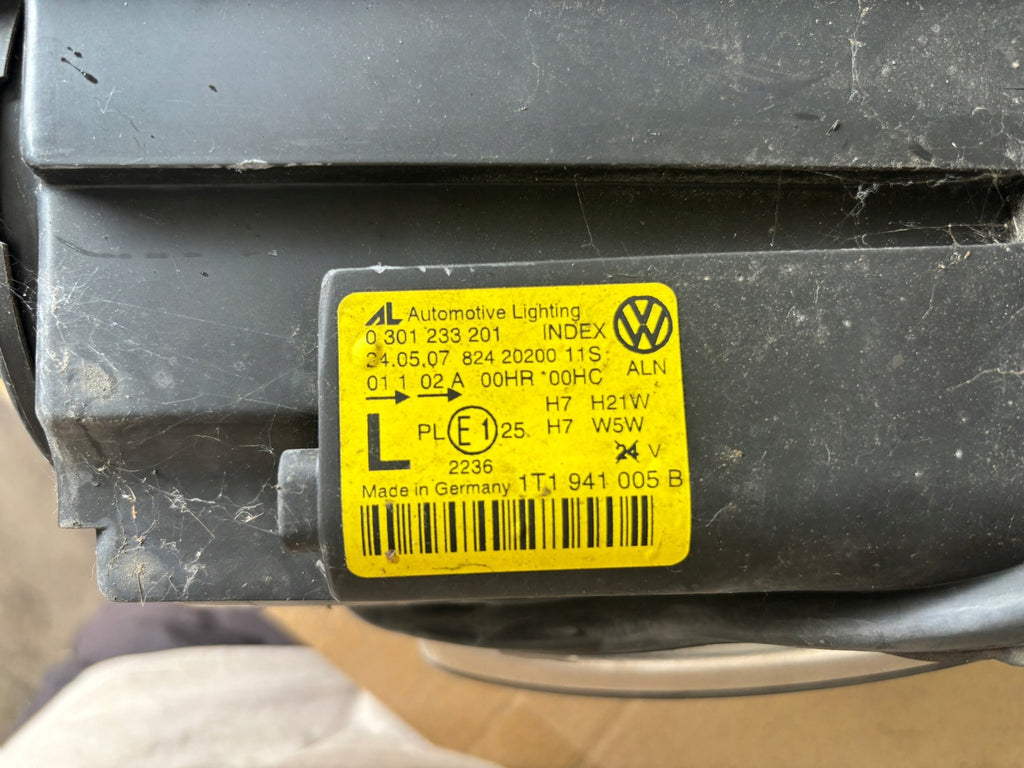 AL Automotive Lighting
0 301 233 201 INDEX
24.05.07 824 20200 11S
ALN
01 1 02 A 00HR 00HC
H7 H21W
L PL E1 25. H7 W5W
2236 24 V
Made in Germany 1T1 941 005 B